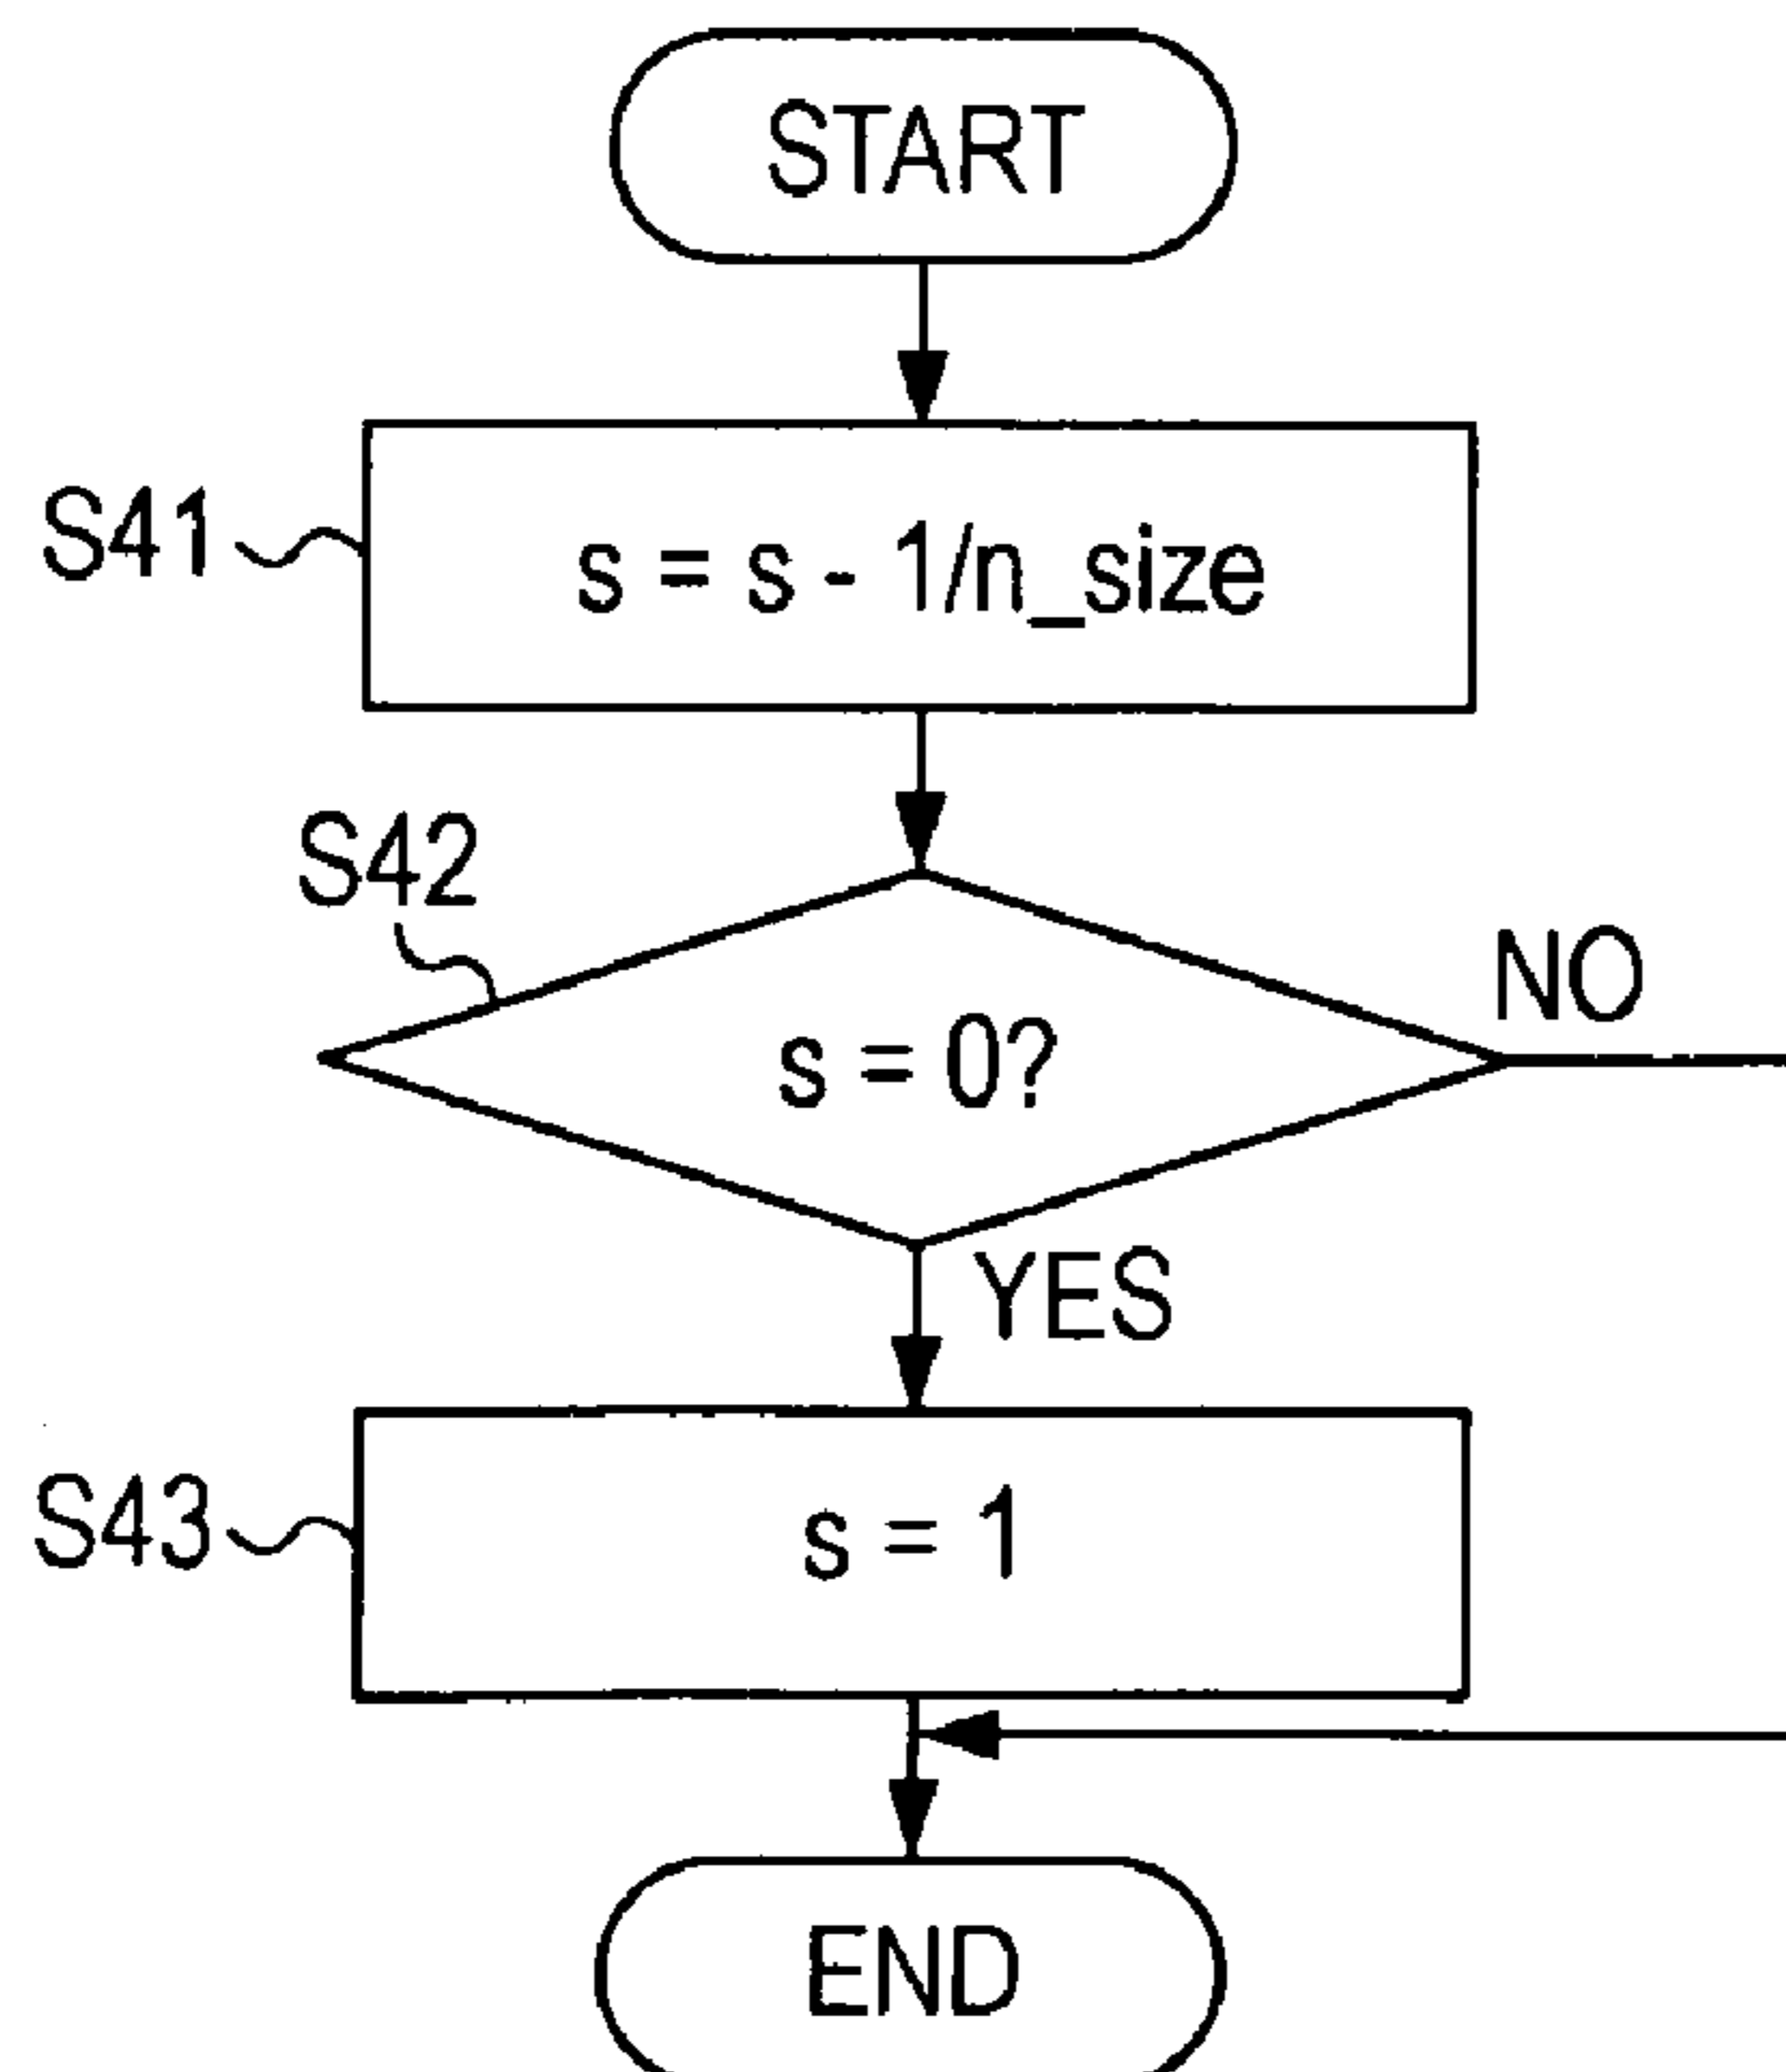 START
S41
s = s - 1/n_size
S42
s = 0?
NO
YES
S43
s = 1
END